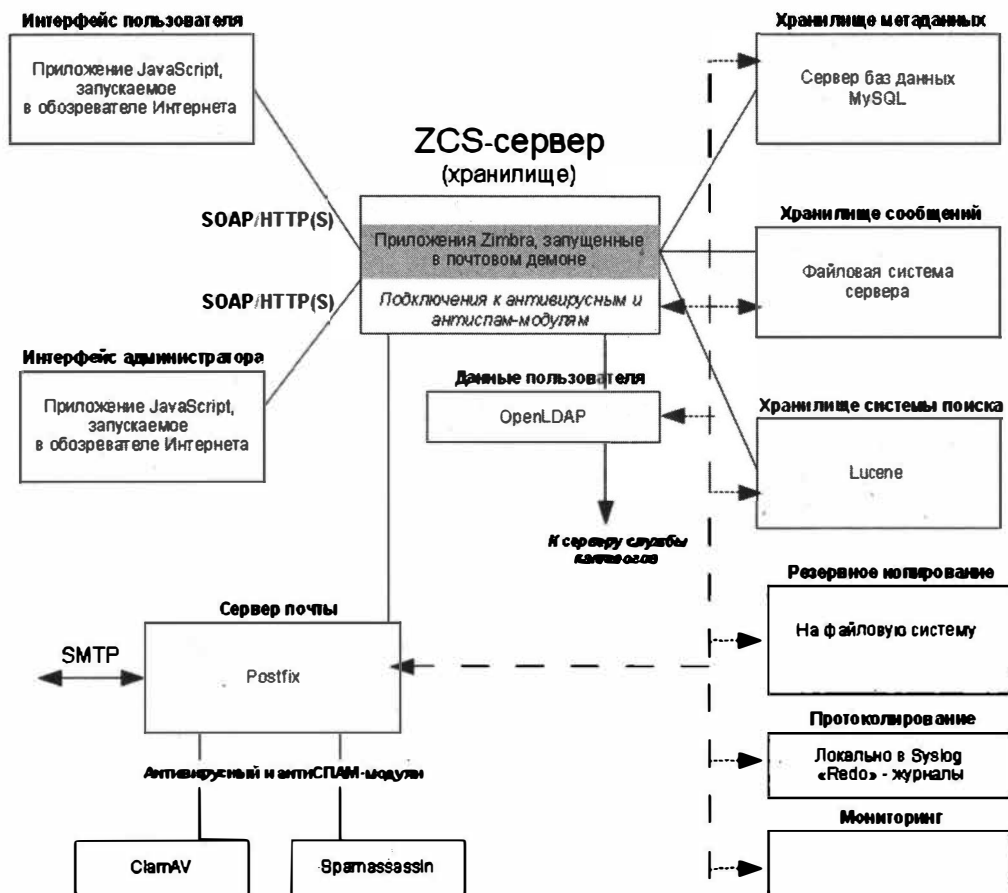 Интерфейс пользователя
Приложение JavaScript,
запускаемое
в обозревателе Интернета
Хранилище метаданных
Сервер баз данных
MySQL
ZCS-сервер
(хранилище)
SOAP/HTTP(S)
Приложения Zimbra, запущенные
в почтовом демоне
Подключения к антивирусным и
антиспам-модулям
SOAP/HTTP(S)
Хранилище сообщений
Файловая система
сервера
Интерфейс администратора
Приложение JavaScript,
запускаемое
в обозревателе Интернета
Данные пользователя
OpenLDAP
Хранилище системы поиска
Lucene
К серверу службы
каталогов
Резервное копирование
На файловую систему
Сервер почты
SMTP
Postfix
Протоколирование
Локально в Syslog
«Redo» - журналы
Антивирусный и антиСПАМ-модули
ClamAV
Spamassassin
Мониторинг